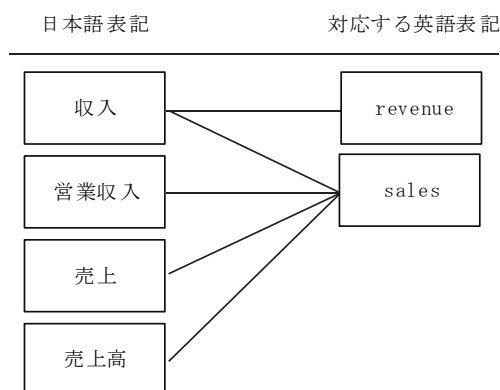 日本語表記 対応する英語表記
収入 revenue
営業収入 sales
売上
売上高